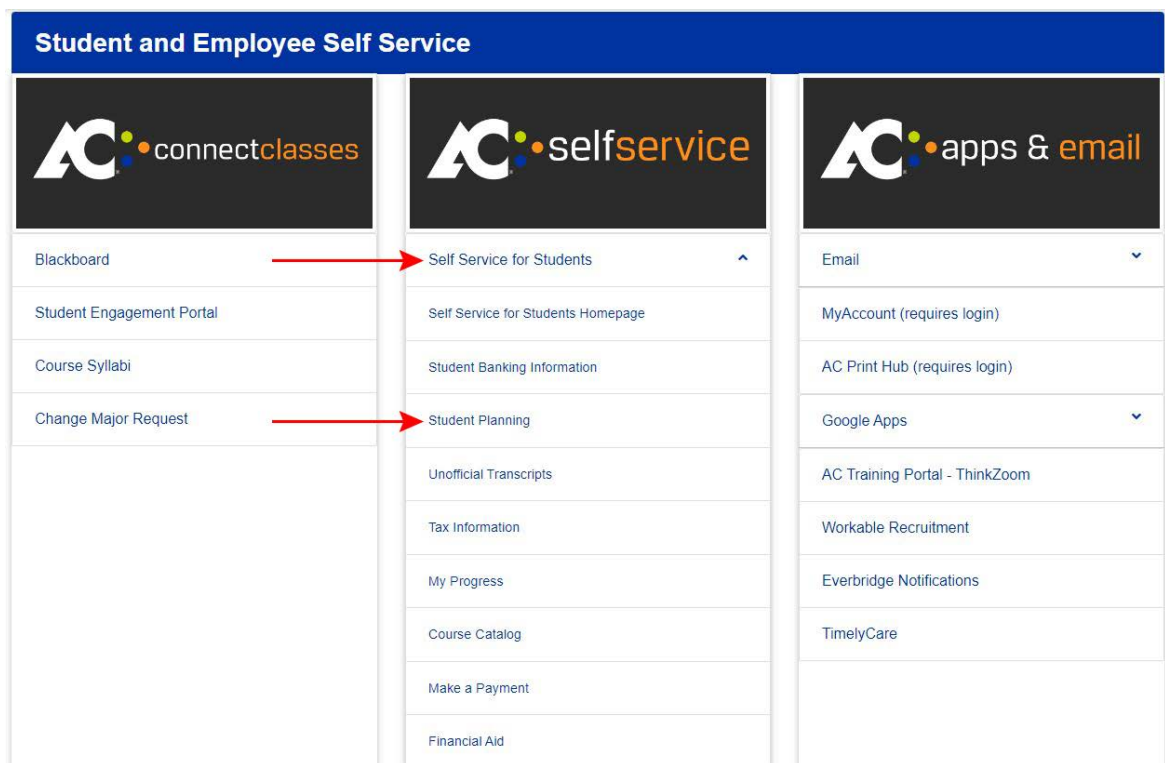 Student and Employee Self Service
AC connectclasses
Blackboard
Student Engagement Portal
Course Syllabi
Change Major Request
AC selfservice
Self Service for Students
Self Service for Students Homepage
Student Banking Information
Student Planning
Unofficial Transcripts
Tax Information
My Progress
Course Catalog
Make a Payment
Financial Aid
AC apps & email
Email
MyAccount (requires login)
AC Print Hub (requires login)
Google Apps
AC Training Portal - ThinkZoom
Workable Recruitment
Everbridge Notifications
TimelyCare